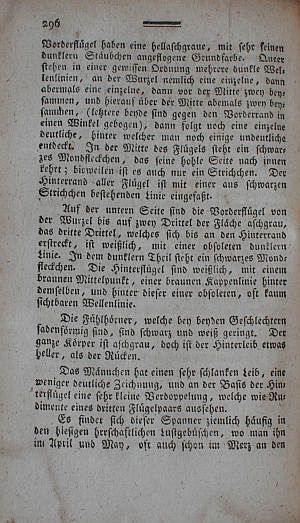 296
Vorderflügel haben eine hellaschgraue, mit sehr feinen
dunklern Stäubchen angeflogene Grundfarbe. Queer
stehen in einer gewissen Ordnung mehrere dunkle Wel-
lenlinien, an der Wurzel nemlich eine einzelne, dann
abermals eine einzelne, dann vor der Mitte zwey bey-
sammen, und hierauf über der Mitte abemals zwey bey-
samken, (letztere beyde sind gegen den Vorderrand in
einen Winkel gebogen), dann folgt noch eine einzelne
deutliche, hinter welcher man noch einige undeutliche
entdeckt. In der Mitte des Flügels steht ein schwar-
zes Mondfleckchen, das seine hohle Seite nach innen
kehrt; bisweilen ist es auch nur ein Strichchen. Der
Hinterrand aller Flügel ist mit einer aus schwarzen
Strichchen bestehenden Linie eingefaßt.
Auf der untern Seite sind die Vorderflügel von
der Wurzel bis auf zwey Drittel der Fläche aschgrau,
das dritte Drittel, welches sich bis an den Hinterrand
erstreckt, ist weißlich, mit einer obsoleten dunklern
Linie. In dem dunklern Theil steht ein schwarzes Mond-
fleckchen. Die Hinterflügel sind weißlich, mit einem
braunen Mittelpunkt, einer braunen Kappenlinie hinter
demselben, und hinter dieser einer obsoleten, oft kaum
sichtbaren Wellenlinie.
Die Fühlhörner, welche bey beyden Geschlechtern
fadenförmig sind, sind schwarz und weiß geringt. Der
ganze Körper ist aschgrau, doch ist der Hinterleib etwas
heller, als der Rücken.
Das Männchen hat einen sehr schlanken Leib, eine
weniger deutliche Zeichnung, und an der Basis der Hin-
terflügel eine sehr kleine Verdoppelung, welche wie Ru-
dimente eines dritten Flügelpaars aussehen.
Es findet sich dieser Spanner ziemlich häufig in
den hiesigen herrschaftlichen Lustgebüschen, wo man ihn
im April und May, oft auch schon im Merz an den